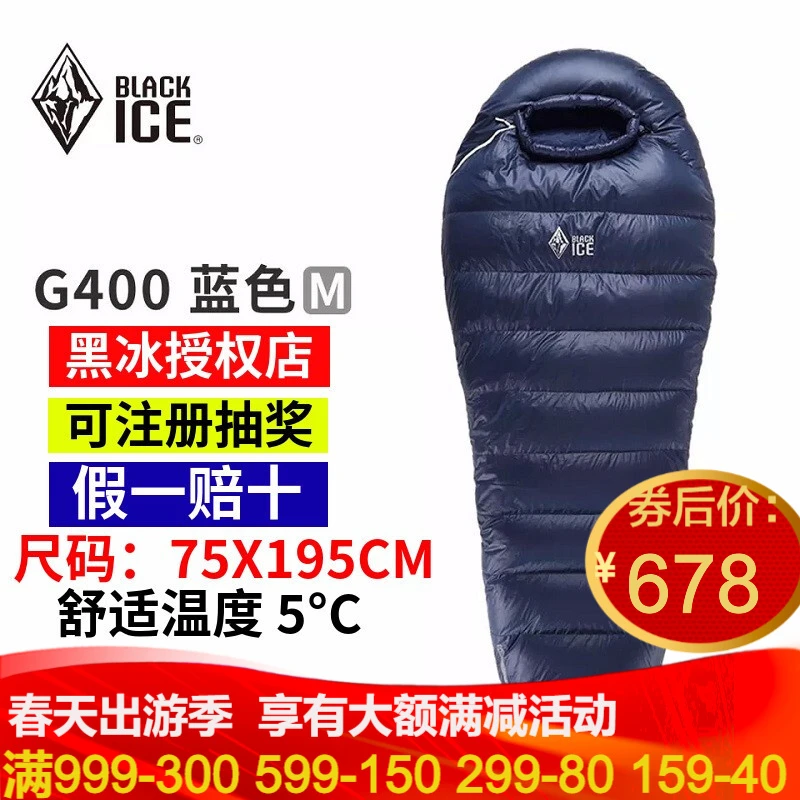 BLACK
ICE®
G400 蓝色 M
黑冰授权店
可注册抽奖
假一赔十
尺码：75X195CM
舒适温度 5°C
BLACK
ICE
券后价：
¥678
春天出游季 享有大额满减活动
满999-300 599-150 299-80 159-40